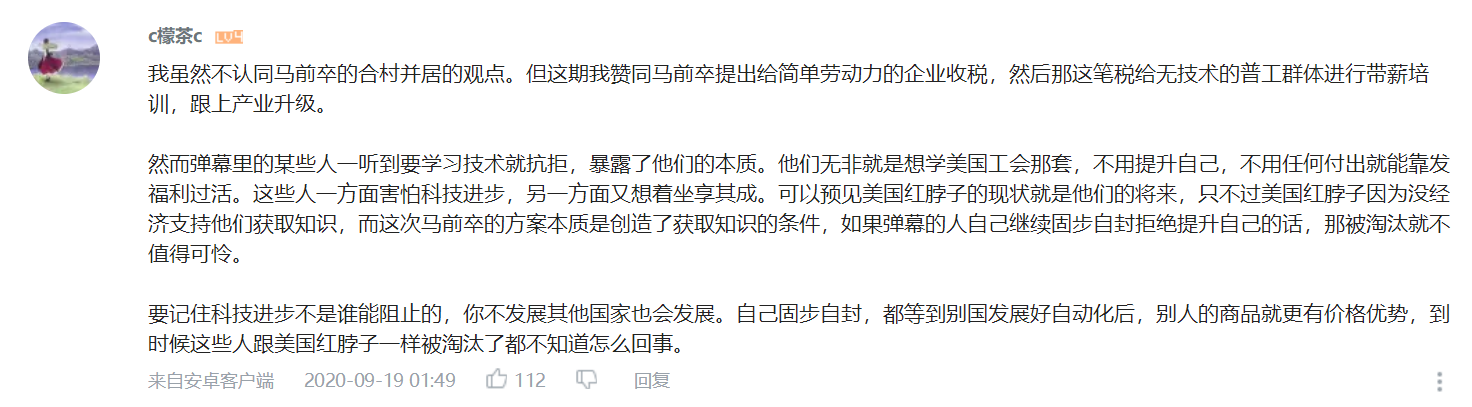 c檬茶c LV4
我虽然不认同马前卒的合村并居的观点。但这期我赞同马前卒提出给简单劳动力的企业收税，然后那这笔税给无技术的普工群体进行带薪培
训，跟上产业升级。
然而弹幕里的某些人一听到要学习技术就抗拒，暴露了他们的本质。他们无非就是想学美国工会那套，不用提升自己，不用任何付出就能靠发
福利过活。这些人一方面害怕科技进步，另一方面又想着坐享其成。可以预见美国红脖子的现状就是他们的将来，只不过美国红脖子因为没经
济支持他们获取知识，而这次马前卒的方案本质是创造了获取知识的条件，如果弹幕的人自己继续固步自封拒绝提升自己的话，那被淘汰就不
值得可怜。
要记住科技进步不是谁能阻止的，你不发展其他国家也会发展。自己固步自封，都等到别国发展好自动化后，别人的商品就更有价格优势，到
时候这些人跟美国红脖子一样被淘汰了都不知道怎么回事。
来自安卓客户端 2020-09-19 01:49 112 回复